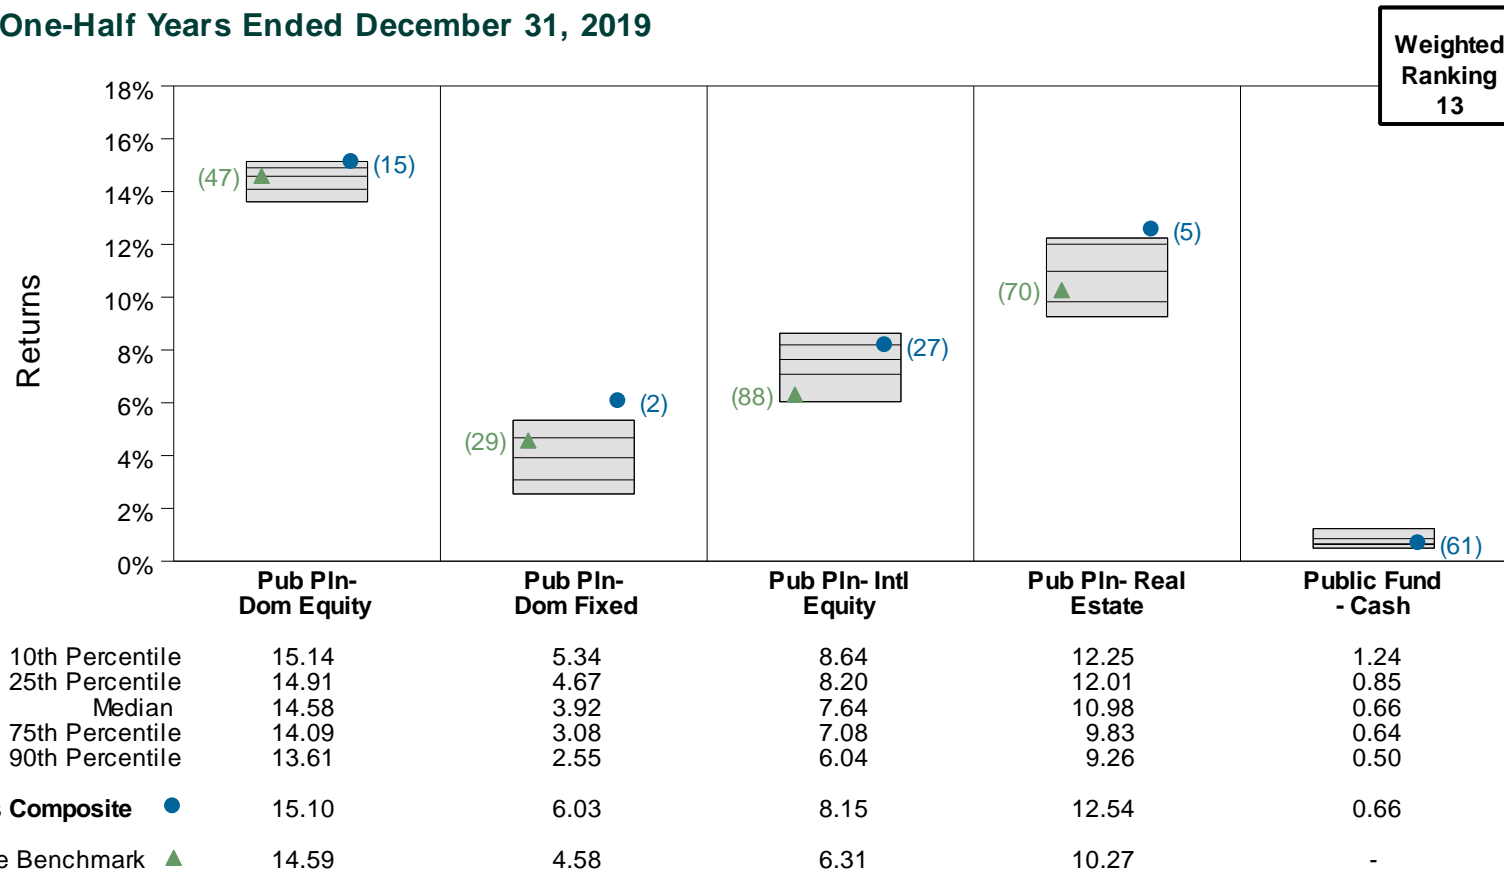 One-Half Years Ended December 31, 2019
Weighted
Ranking
13
Returns
18%
16%
14%
12%
10%
8%
6%
4%
2%
0%
(47)
(15)
(29)
(2)
(88)
(27)
(70)
(5)
(61)
Pub Pln-
Dom Equity
Pub Pln-
Dom Fixed
Pub Pln- Intl
Equity
Pub Pln- Real
Estate
Public Fund
- Cash
10th Percentile 15.14 5.34 8.64 12.25 1.24
25th Percentile 14.91 4.67 8.20 12.01 0.85
Median 14.58 3.92 7.64 10.98 0.66
75th Percentile 14.09 3.08 7.08 9.83 0.64
90th Percentile 13.61 2.55 6.04 9.26 0.50
Composite 15.10 6.03 8.15 12.54 0.66
e Benchmark 14.59 4.58 6.31 10.27 -